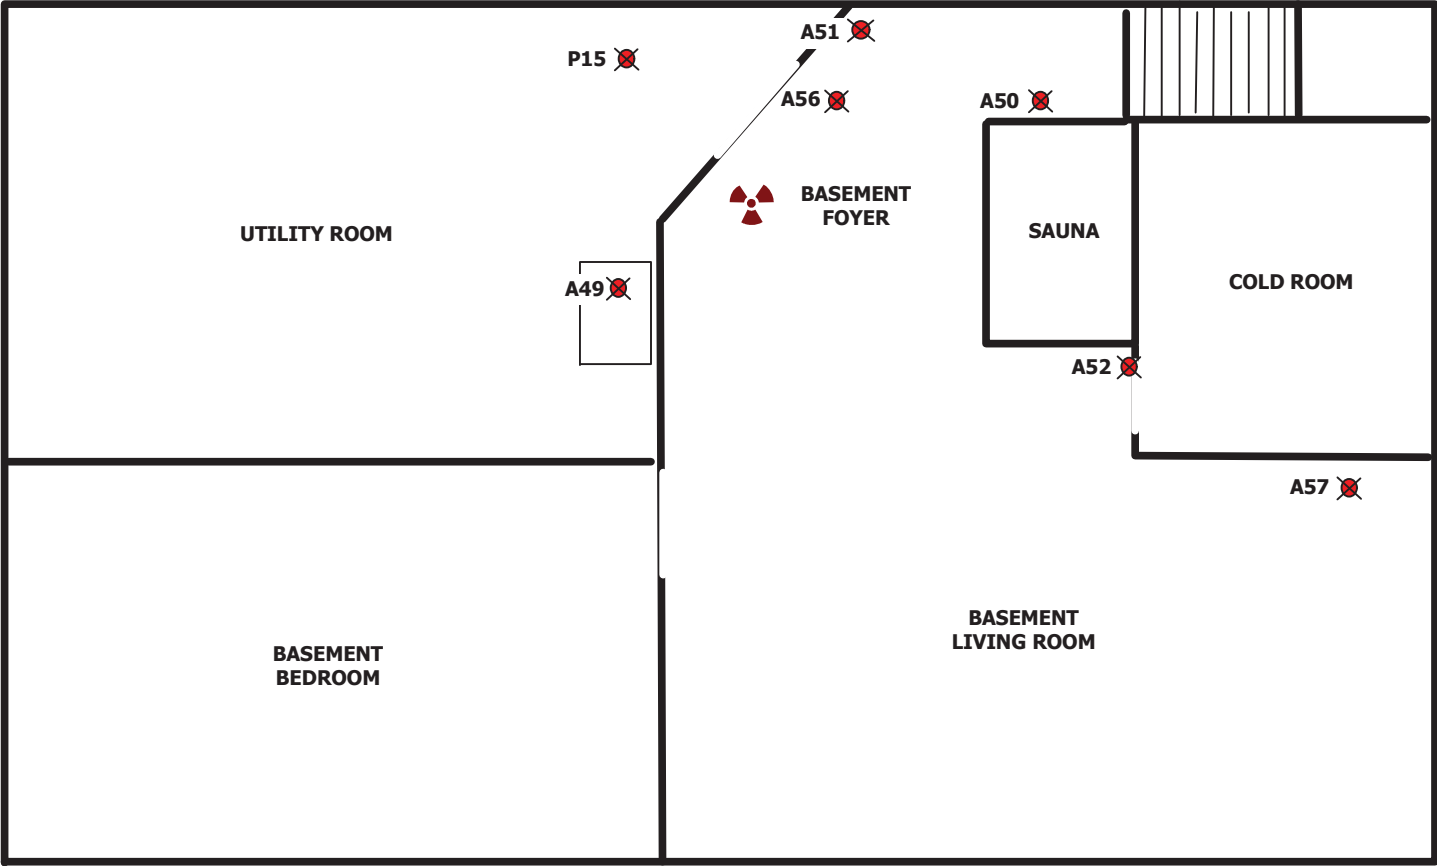 A51
P15
A56
A50
BASEMENT
FOYER
UTILITY ROOM
SAUNA
COLD ROOM
A49
A52
A57
BASEMENT
LIVING ROOM
BASEMENT
BEDROOM